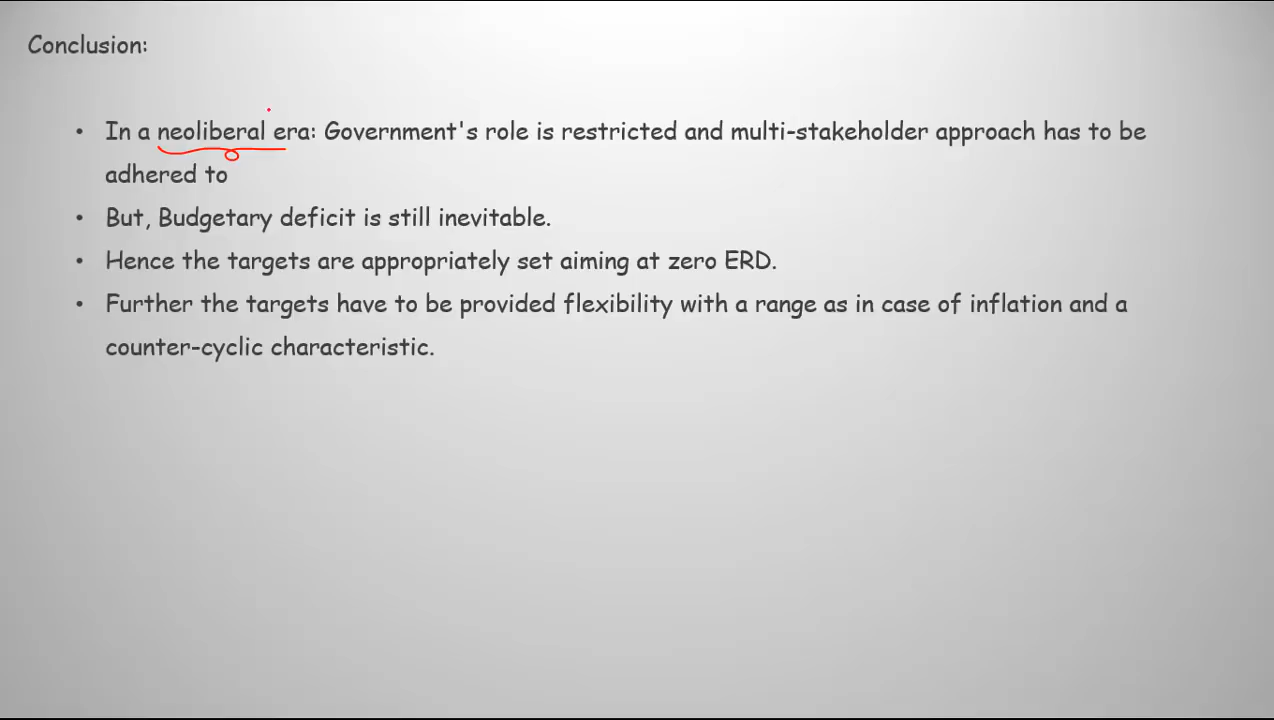 Conclusion:
• In a neoliberal era: Government's role is restricted and multi-stakeholder approach has to be
adhered to
• But, Budgetary deficit is still inevitable.
• Hence the targets are appropriately set aiming at zero ERD.
• Further the targets have to be provided flexibility with a range as in case of inflation and a
counter-cyclic characteristic.